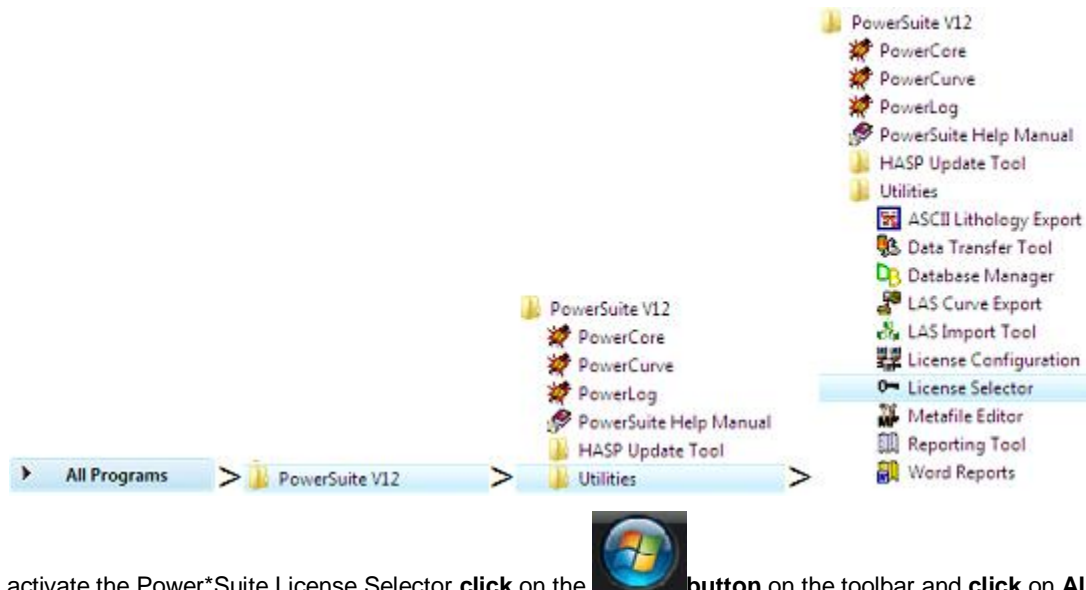 All Programs
>
PowerSuite V12
>
PowerSuite V12
PowerCore
PowerCurve
PowerLog
PowerSuite Help Manual
HASP Update Tool
Utilities
>
PowerSuite V12
PowerCore
PowerCurve
PowerLog
PowerSuite Help Manual
HASP Update Tool
Utilities
ASCII Lithology Export
Data Transfer Tool
Database Manager
LAS Curve Export
LAS Import Tool
License Configuration
License Selector
Metafile Editor
Reporting Tool
Word Reports
activate the Power*Suite License Selector click on the button on the toolbar and click on Al